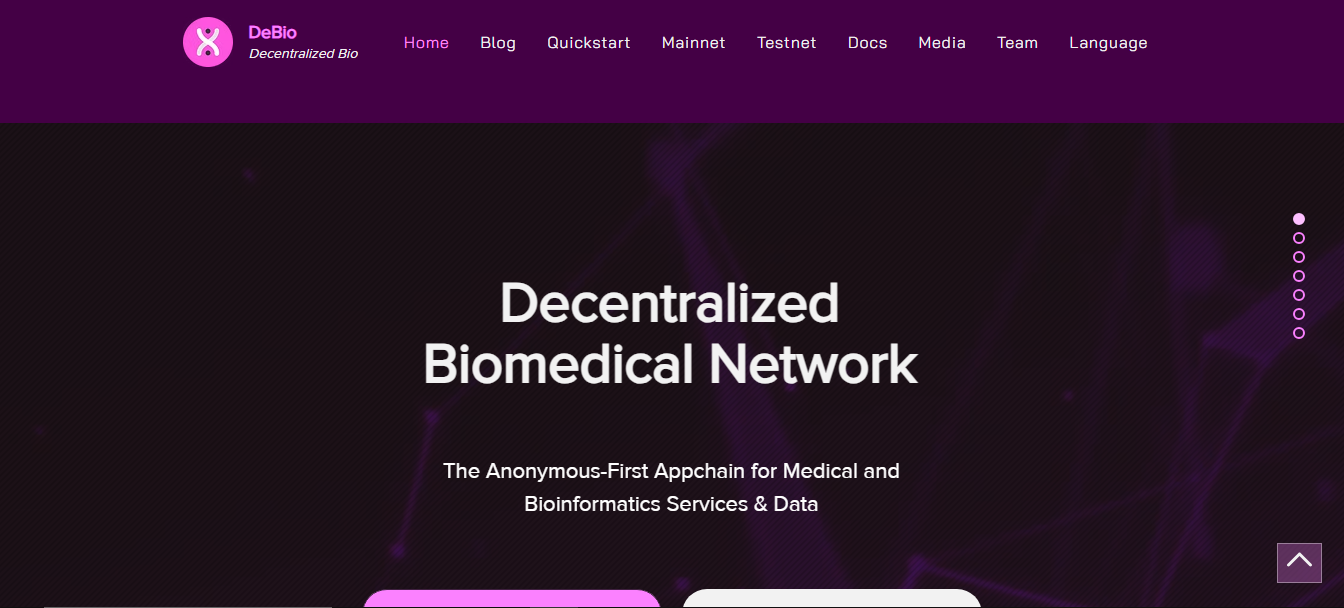 DeBio
Decentralized Bio
Home Blog Quickstart Mainnet Testnet Docs Media Team Language
Decentralized
Biomedical Network
The Anonymous-First Appchain for Medical and
Bioinformatics Services & Data